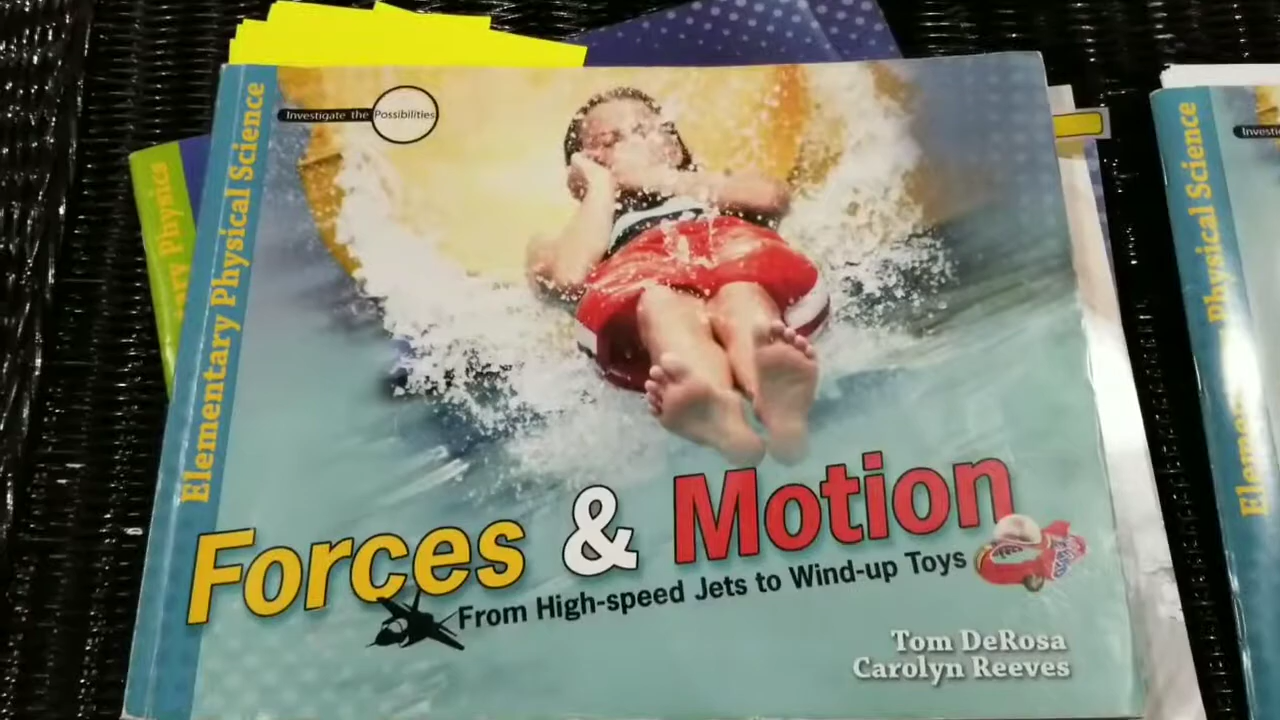 Investigate the Possibilities
Elementary Physical Science
Forces & Motion
From High-speed Jets to Wind-up Toys
Tom DeRosa
Carolyn Reeves
Physics
Physical Science